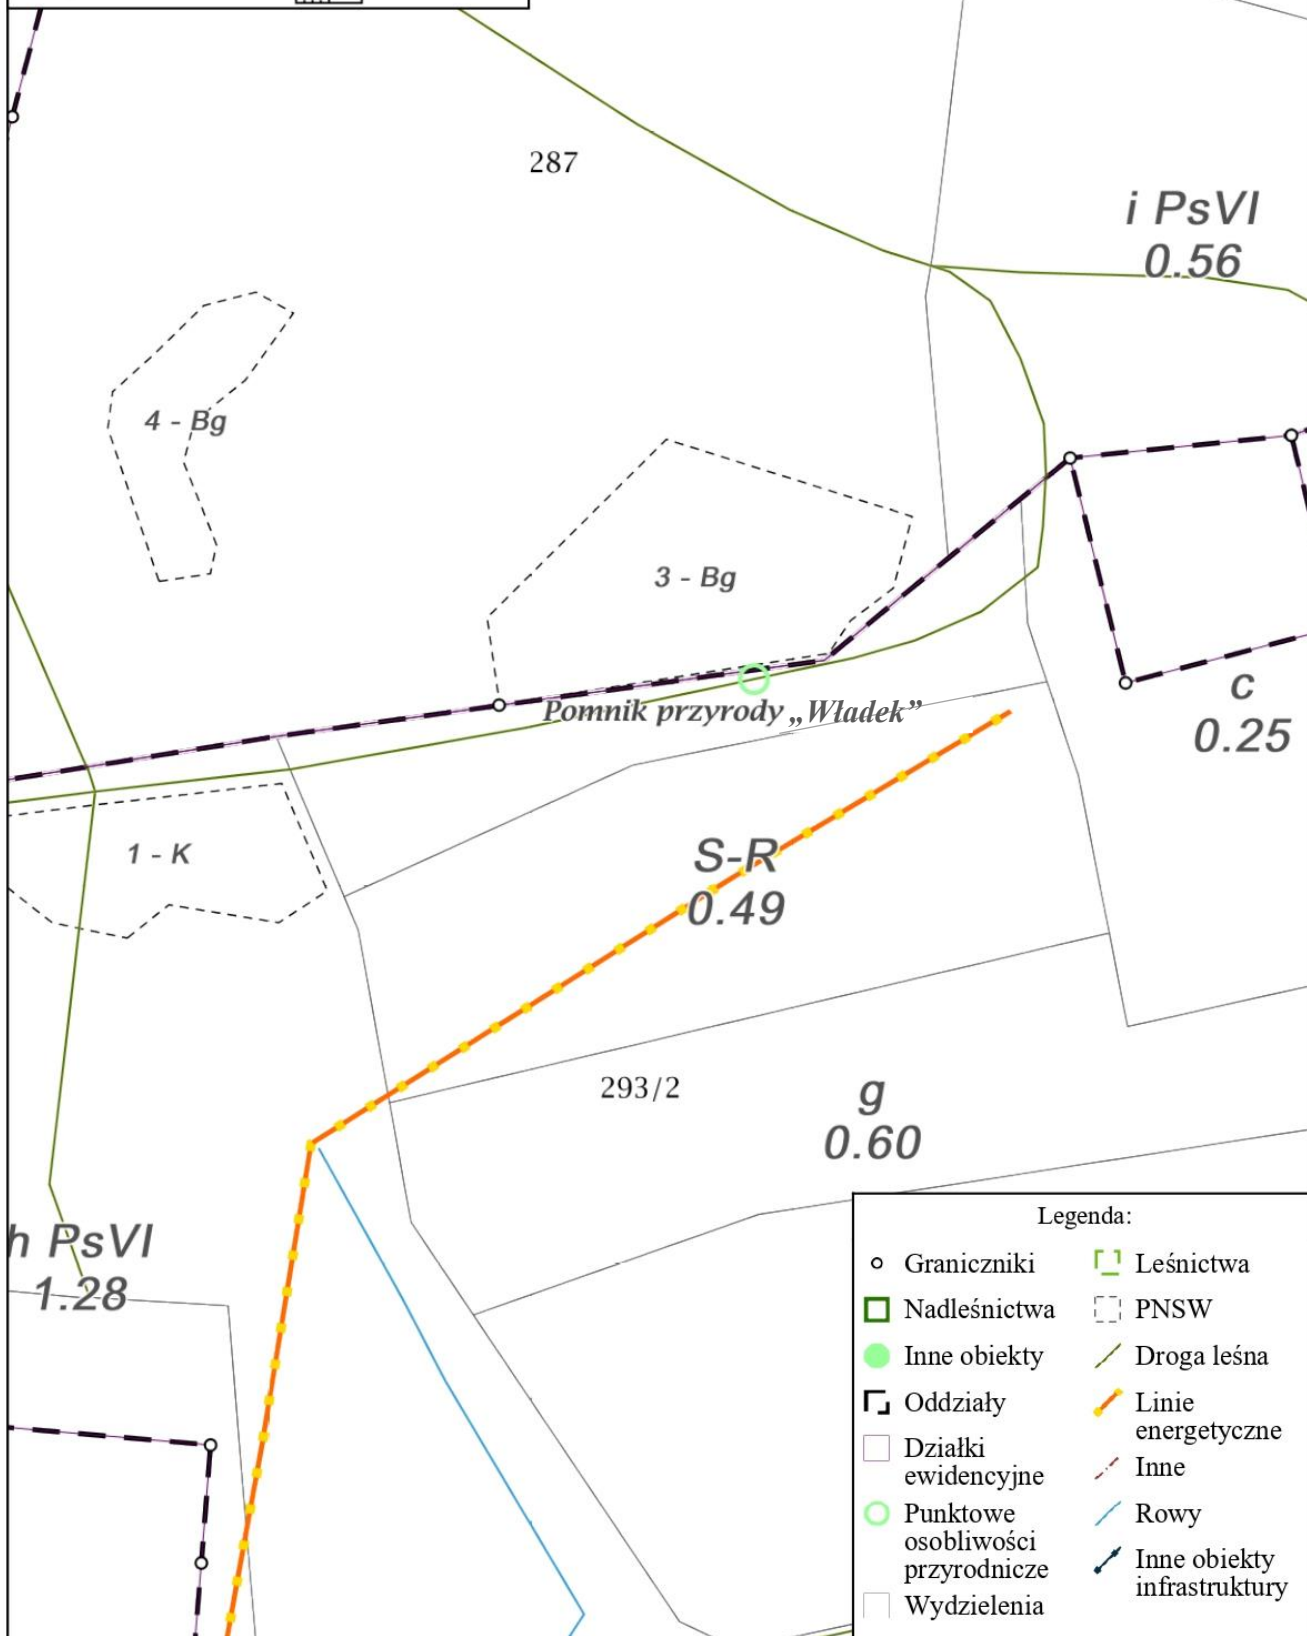 287
i PsVI
0.56
4 - Bg
3 - Bg
Pomnik przyrody „Władek”
c
0.25
1 - K
S-R
0.49
293/2
g
0.60
h PsVI
1.28
Legenda:
Graniczniki
Nadleśnictwa
Inne obiekty
Oddziały
Działki
ewidencyjne
Punktowe
osobliwości
przyrodnicze
Wydzielenia
Leśnictwa
PNSW
Droga leśna
Linie
energetyczne
Inne
Rowy
Inne obiekty
infrastruktury